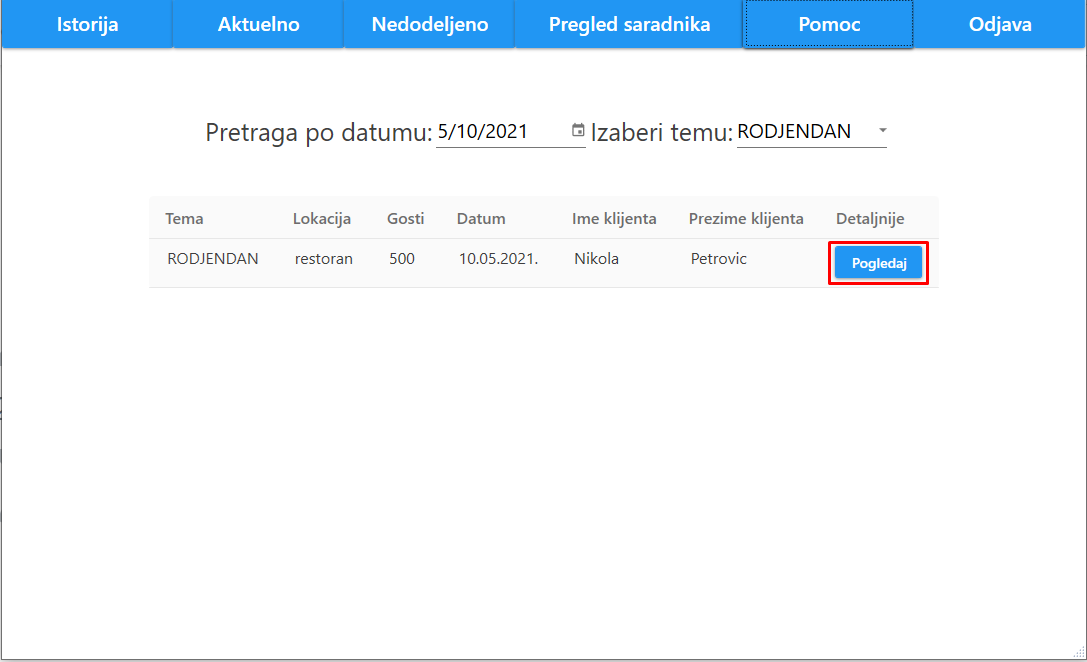 Istorija Aktuelno Nedodeljeno Pregled saradnika Pomoc Odjava
Pretraga po datumu: 5/10/2021 Izaberi temu: RODJENDAN
Tema Lokacija Gosti Datum Ime klijenta Prezime klijenta Detaljnije
RODJENDAN restoran 500 10.05.2021. Nikola Petrovic Pogledaj